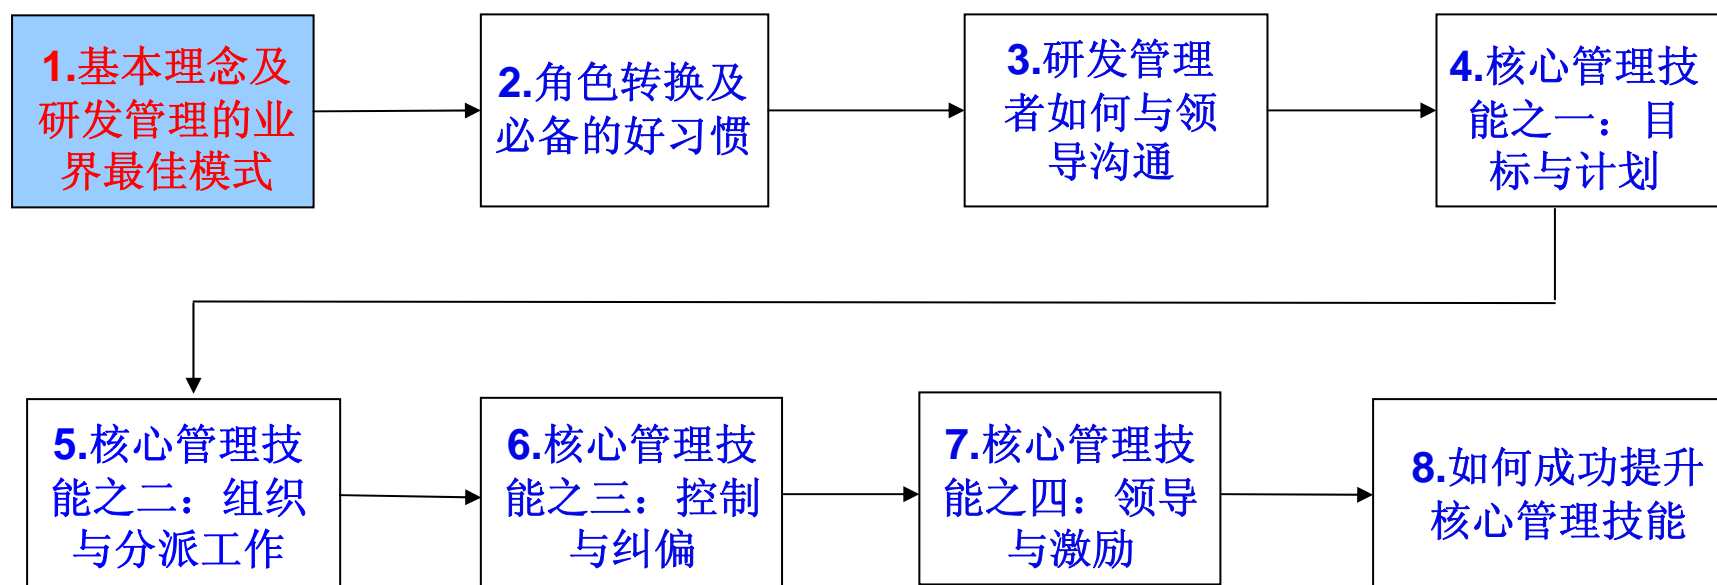 1.基本理念及
研发管理的业
界最佳模式
2.角色转换及
必备的好习惯
3.研发管理
者如何与领
导沟通
4.核心管理技
能之一：目
标与计划
5.核心管理技
能之二：组织
与分派工作
6.核心管理技
能之三：控制
与纠偏
7.核心管理技
能之四：领导
与激励
8.如何成功提升
核心管理技能